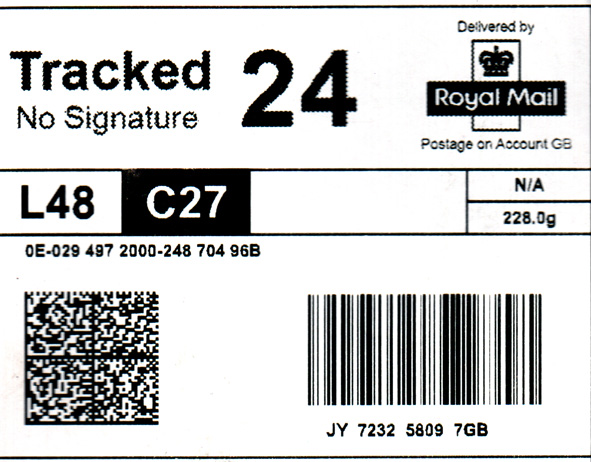 Delivered by
Tracked 24
No Signature
Royal Mail
Postage on Account GB
L48 C27
N/A
228.0g
0E-029 497 2000-248 704 96B
JY 7232 5809 7GB